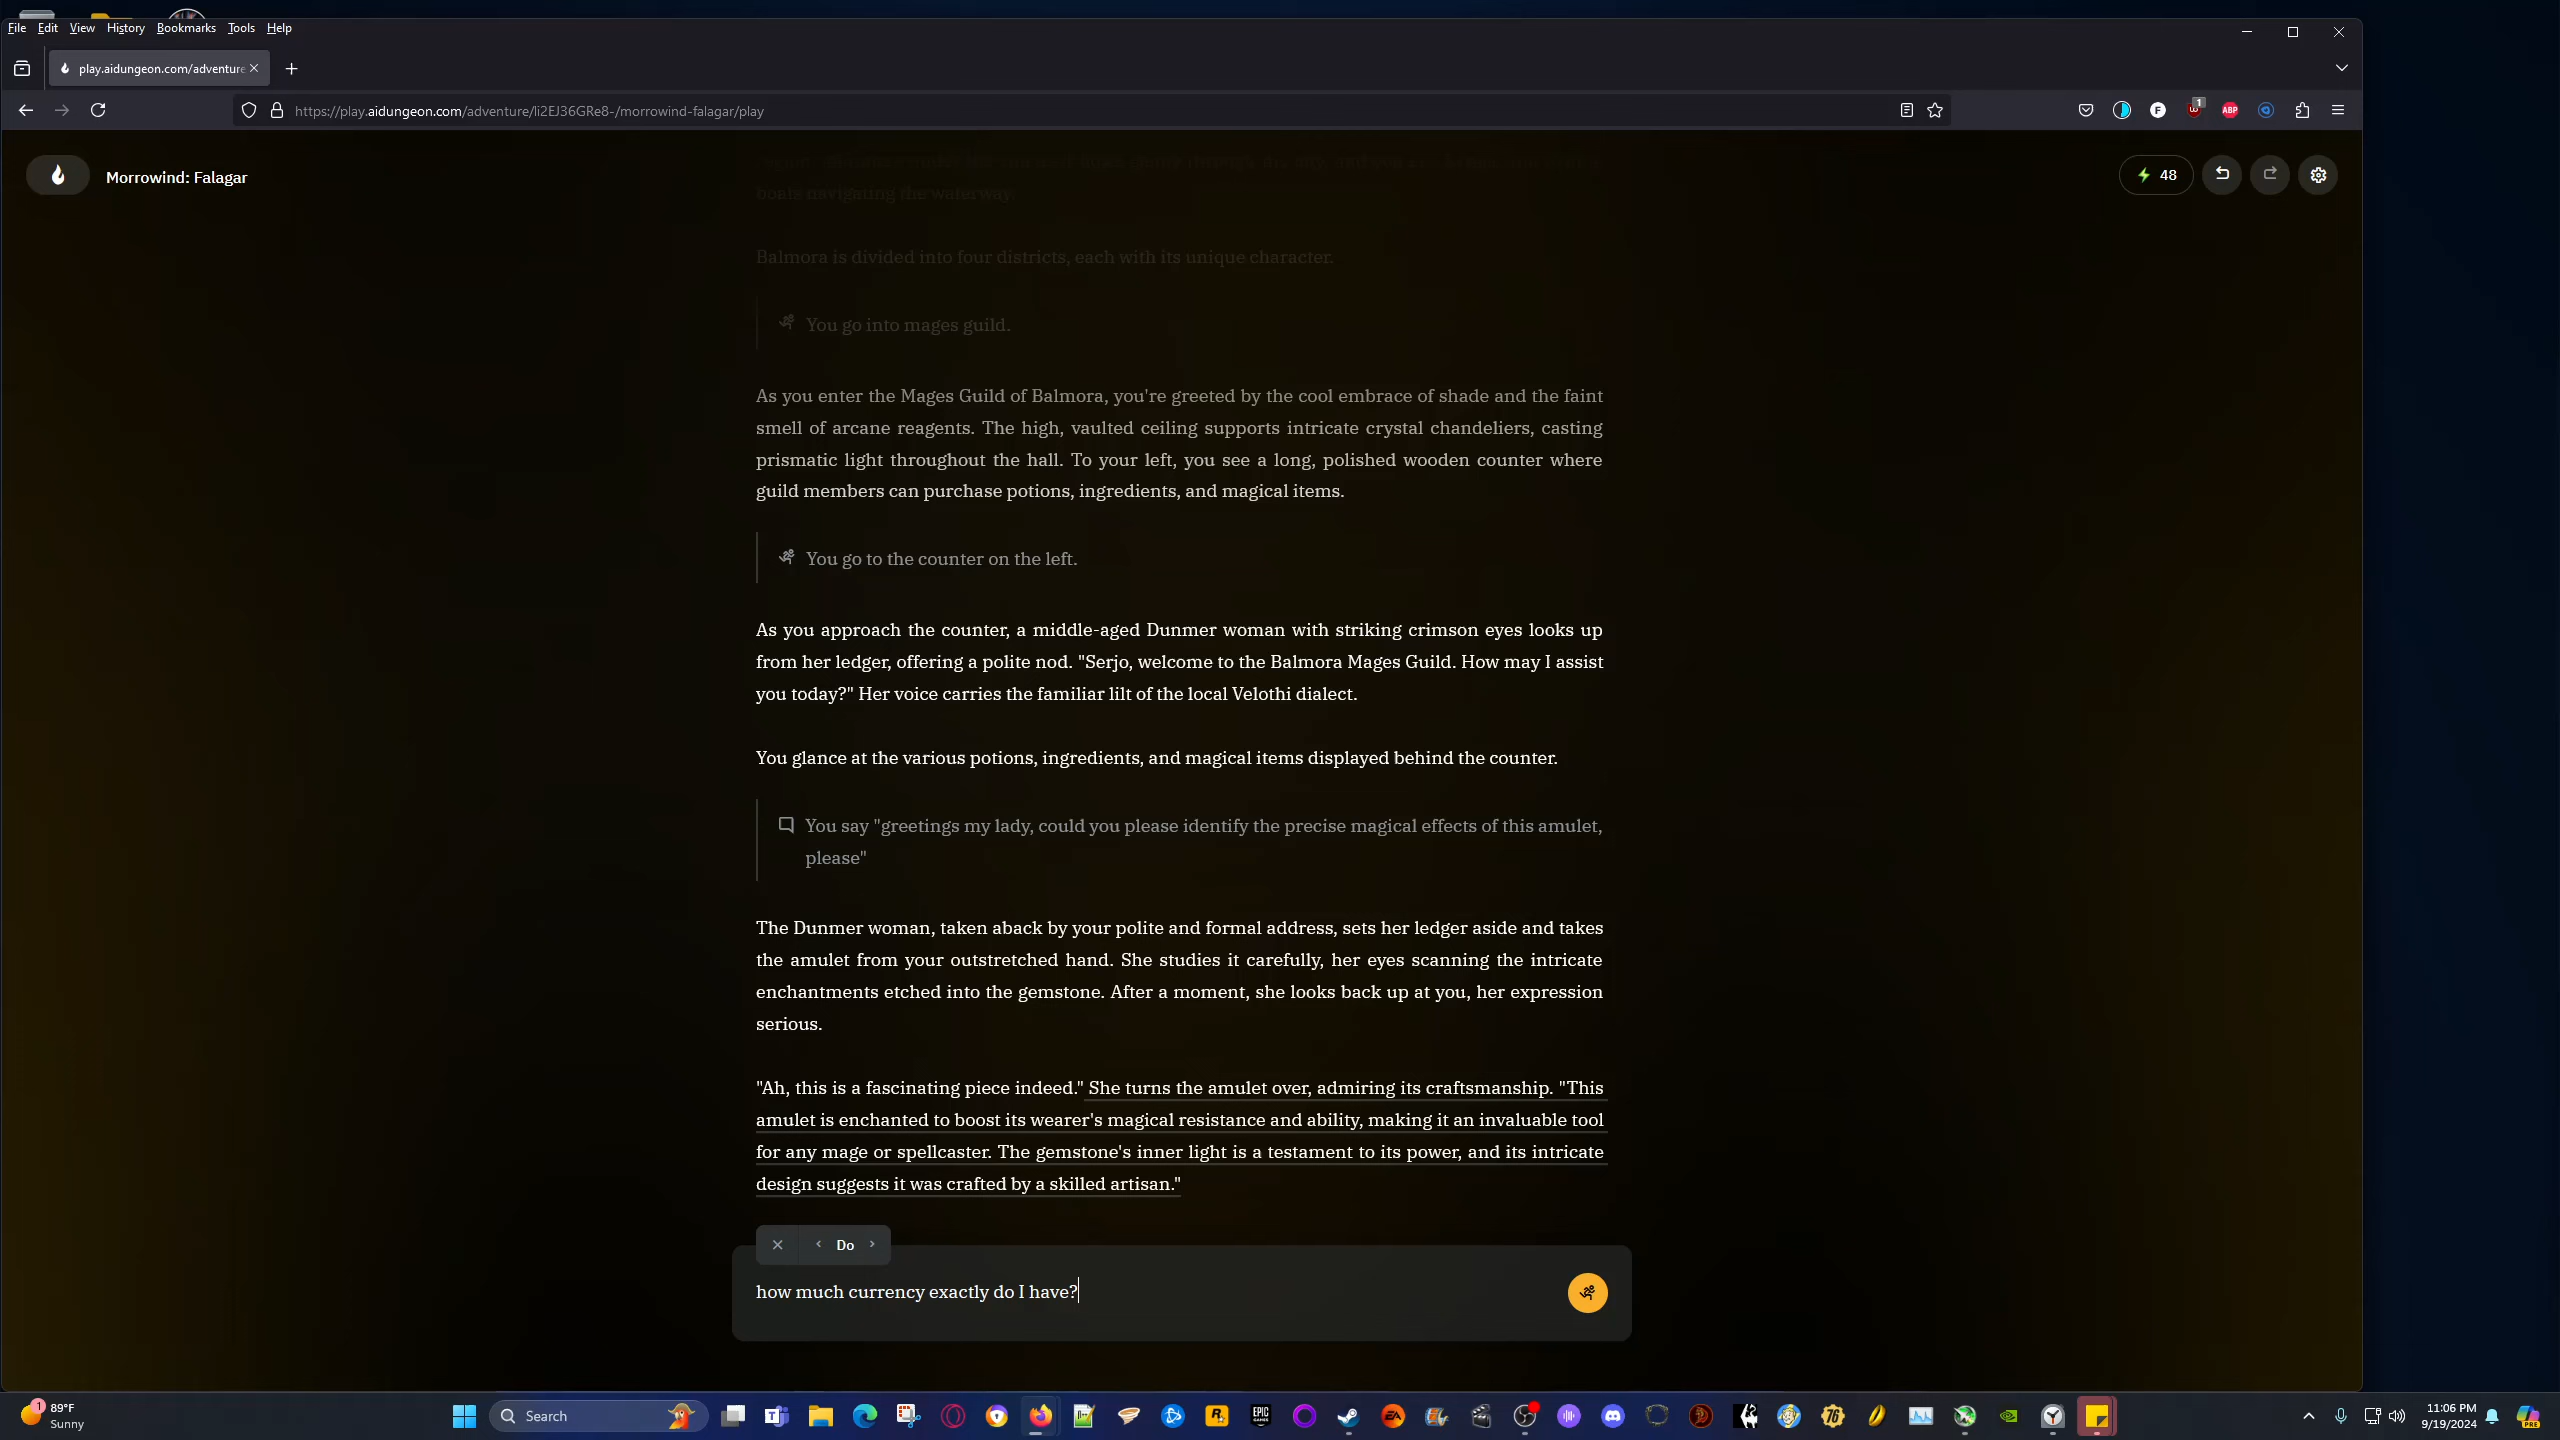 File Edit View History Bookmarks Tools Help
play.aidungeon.com/adventure
https://play.aidungeon.com/adventure/li2EJ36GRe8-/morrowind-falagar/play
1
ABP
Morrowind: Falagar
48
boats navigating the waterway.
Balmora is divided into four districts, each with its unique character.
You go into mages guild.
As you enter the Mages Guild of Balmora, you're greeted by the cool embrace of shade and the faint
smell of arcane reagents. The high, vaulted ceiling supports intricate crystal chandeliers, casting
prismatic light throughout the hall. To your left, you see a long, polished wooden counter where
guild members can purchase potions, ingredients, and magical items.
You go to the counter on the left.
As you approach the counter, a middle-aged Dunmer woman with striking crimson eyes looks up
from her ledger, offering a polite nod. "Serjo, welcome to the Balmora Mages Guild. How may I assist
you today?" Her voice carries the familiar lilt of the local Velothi dialect.
You glance at the various potions, ingredients, and magical items displayed behind the counter.
You say "greetings my lady, could you please identify the precise magical effects of this amulet,
please"
The Dunmer woman, taken aback by your polite and formal address, sets her ledger aside and takes
the amulet from your outstretched hand. She studies it carefully, her eyes scanning the intricate
enchantments etched into the gemstone. After a moment, she looks back up at you, her expression
serious.
"Ah, this is a fascinating piece indeed." She turns the amulet over, admiring its craftsmanship. "This
amulet is enchanted to boost its wearer's magical resistance and ability, making it an invaluable tool
for any mage or spellcaster. The gemstone's inner light is a testament to its power, and its intricate
design suggests it was crafted by a skilled artisan."
Do
how much currency exactly do I have?
1
89°F
Sunny
Search
EPIC GAMES
EA
76
PRE
11:06 PM
9/19/2024